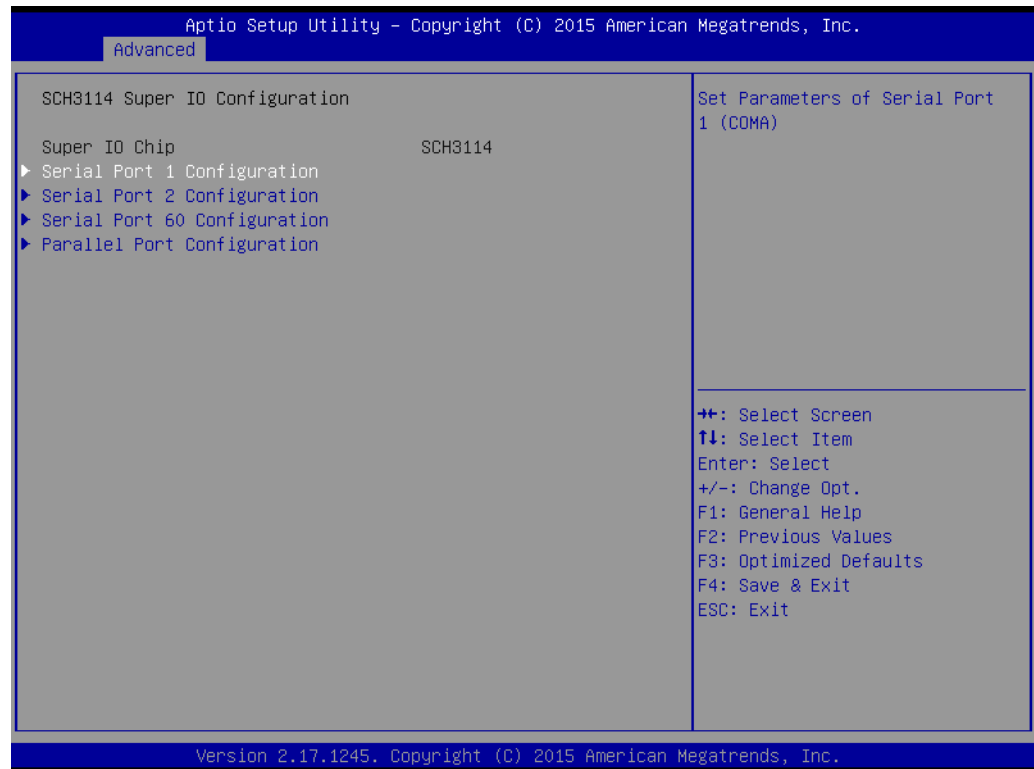 Aptio Setup Utility – Copyright (C) 2015 American Megatrends, Inc.
Advanced
SCH3114 Super IO Configuration
Super IO Chip SCH3114
▶ Serial Port 1 Configuration
▶ Serial Port 2 Configuration
▶ Serial Port 60 Configuration
▶ Parallel Port Configuration
Set Parameters of Serial Port
1 (COMA)
→←: Select Screen
↑↓: Select Item
Enter: Select
+/-: Change Opt.
F1: General Help
F2: Previous Values
F3: Optimized Defaults
F4: Save & Exit
ESC: Exit
Version 2.17.1245. Copyright (C) 2015 American Megatrends, Inc.